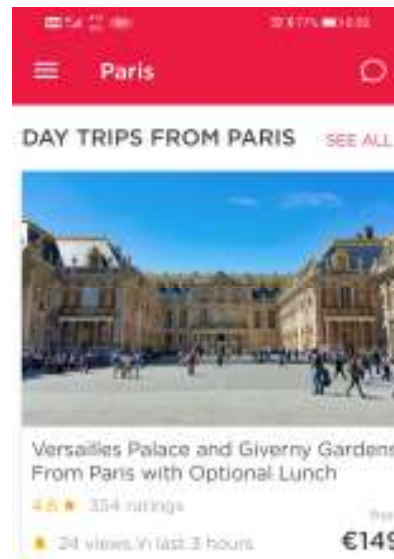 Paris
DAY TRIPS FROM PARIS SEE ALL
Versailles Palace and Giverny Gardens
From Paris with Optional Lunch
4.6 354 ratings
24 views in last 3 hours
€149